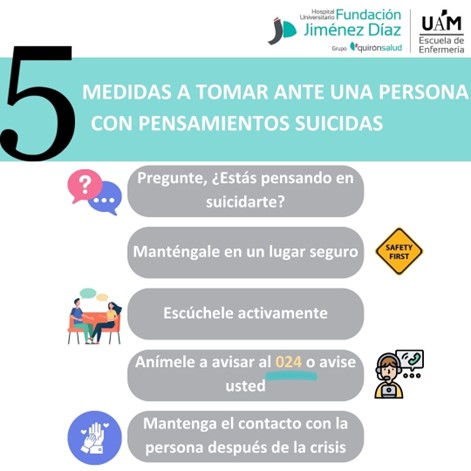 Hospital
Universitario
Fundación
Jiménez Díaz
Grupo quirónsalud
UAM
Escuela de
Enfermería
5
MEDIDAS A TOMAR ANTE UNA PERSONA
CON PENSAMIENTOS SUICIDAS
Pregunte, ¿Estás pensando en
suicidarte?
Manténgale en un lugar seguro
SAFETY
FIRST
Escúchele activamente
Anímele a avisar al 024 o avise
usted
Mantenga el contacto con la
persona después de la crisis